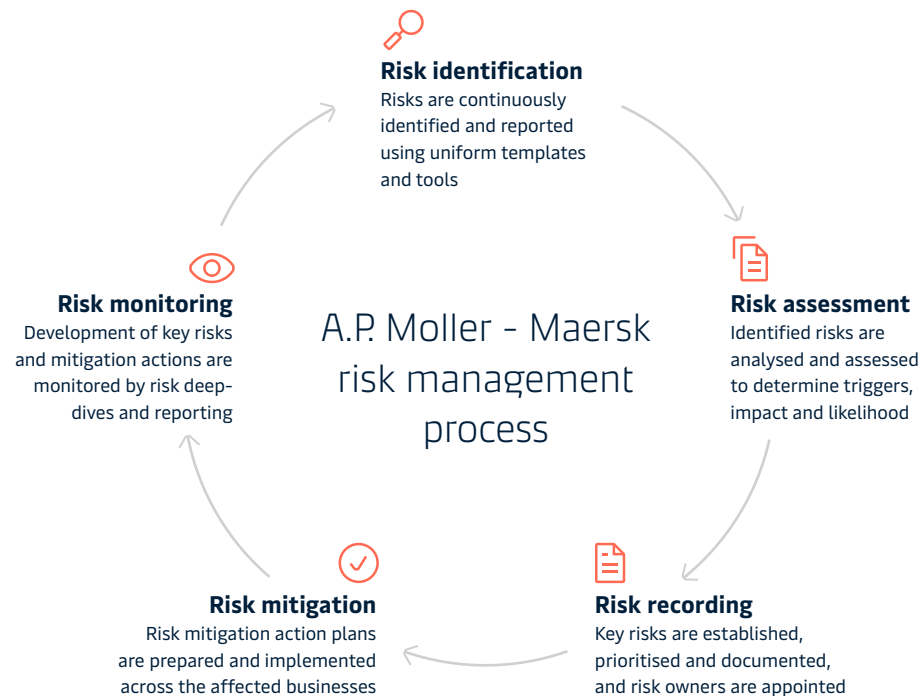 Risk identification
Risks are continuously
identified and reported
using uniform templates
and tools
Risk assessment
Identified risks are
analysed and assessed
to determine triggers,
impact and likelihood
Risk recording
Key risks are established,
prioritised and documented,
and risk owners are appointed
Risk mitigation
Risk mitigation action plans
are prepared and implemented
across the affected businesses
Risk monitoring
Development of key risks
and mitigation actions are
monitored by risk deep-
dives and reporting
A.P. Moller - Maersk
risk management
process